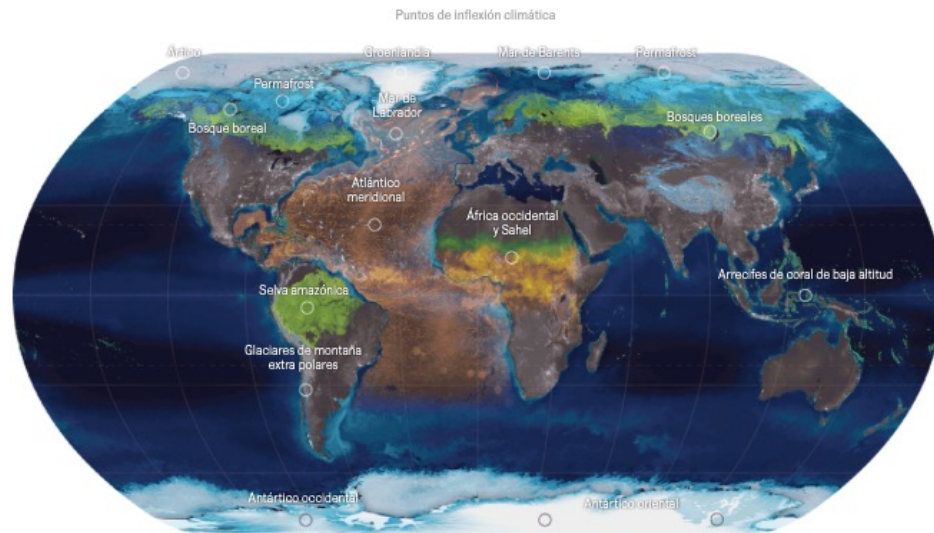 Puntos de inflexión climática
Ártico
Groenlandia
Mar de Barents
Permafrost
Permafrost
Mar de
Labrador
Bosque boreal
Bosques boreales
Atlántico
meridional
África occidental
y Sahel
Arrecifes de coral de baja altitud
Selva amazónica
Glaciares de montaña
extra polares
Antártico occidental
Antártico oriental